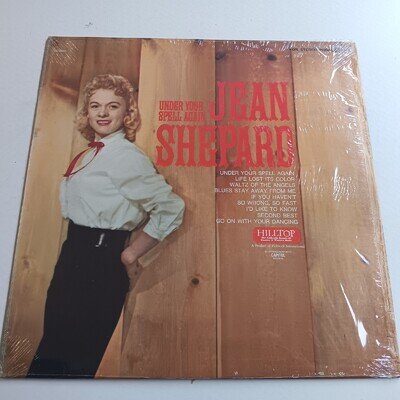 UNDER YOUR
SPELL AGAIN
JEAN
SHEPARD
UNDER YOUR SPELL AGAIN
LIFE LOST ITS COLOR
WALTZ OF THE ANGELS
BLUES STAY AWAY FROM ME
IF YOU HAVEN'T
SO WRONG, SO FAST
I'D LIKE TO KNOW
SECOND BEST
GO ON WITH YOUR DANCING
HILLTOP
CAPITOL